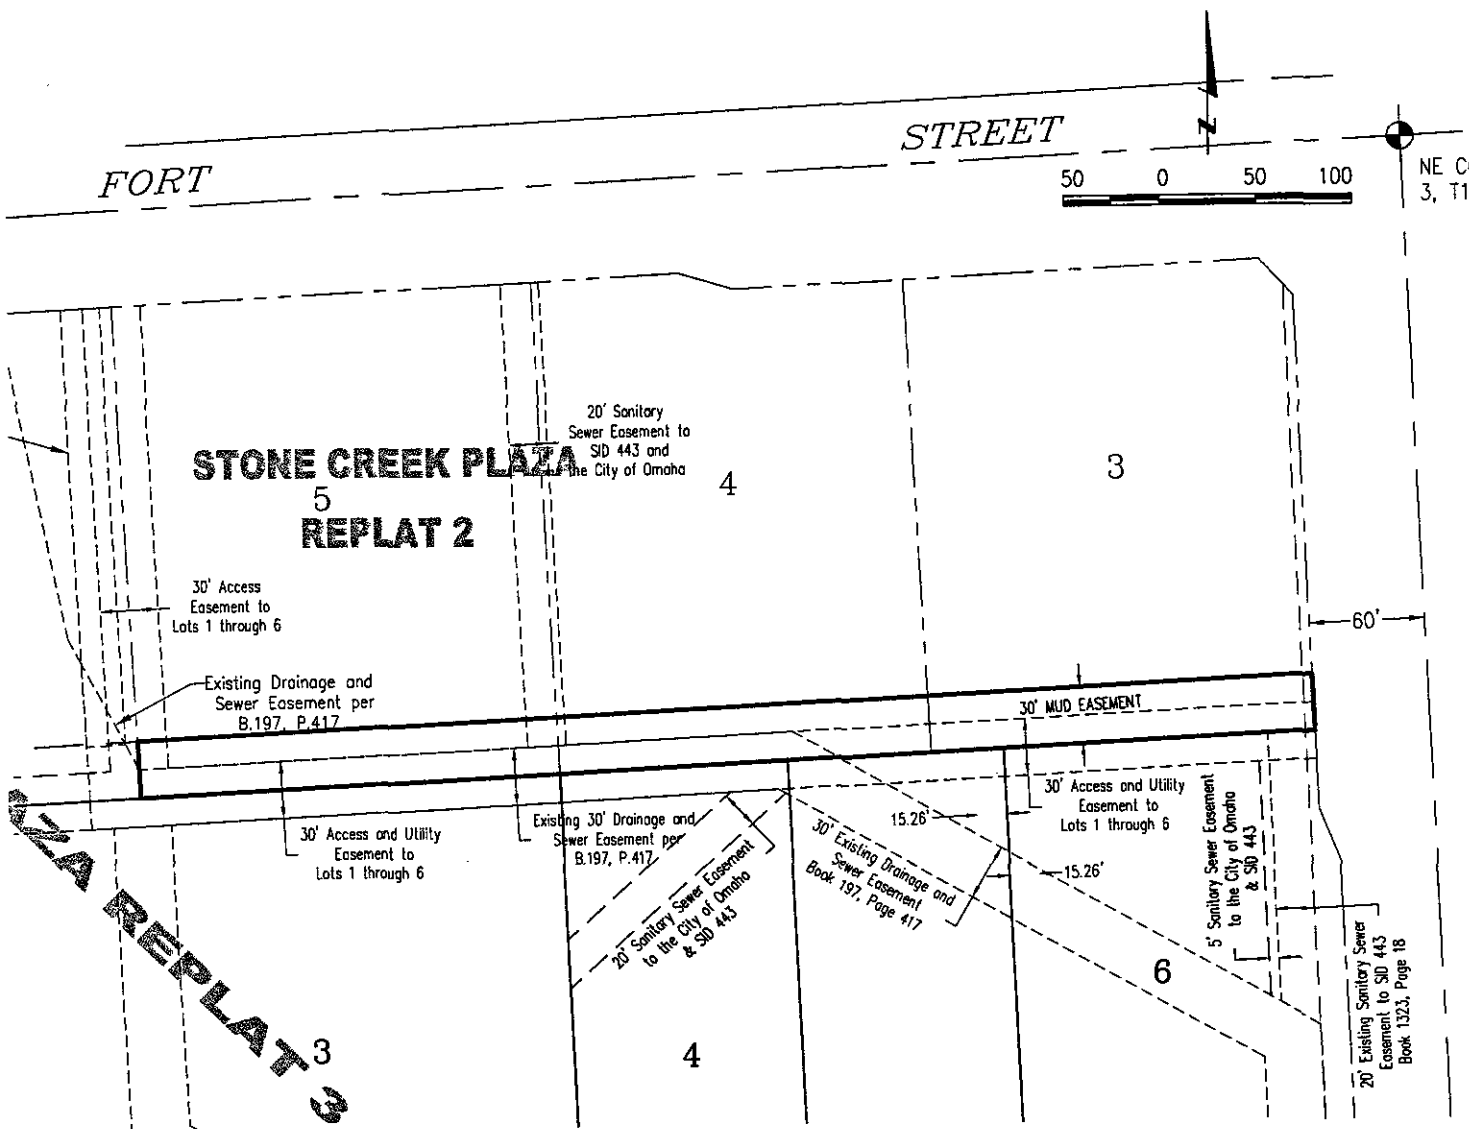 FORT
STREET
N
50 0 50 100
NE C
3, T1
20' Sanitary
Sewer Easement to
SID 443 and
the City of Omaha
STONE CREEK PLAZA
5
REPLAT 2
4
3
30' Access
Easement to
Lots 1 through 6
60'
Existing Drainage and
Sewer Easement per
B.197, P.417
30' MUD EASEMENT
30' Access and Utility
Easement to
Lots 1 through 6
Existing 30' Drainage and
Sewer Easement per
B.197, P.417
20' Sanitary Sewer Easement
to the City of Omaha
& SID 443
30' Existing Drainage and
Sewer Easement
Book 197, Page 417
15.26'
15.26'
30' Access and Utility
Easement to
Lots 1 through 6
5' Sanitary Sewer Easement
to the City of Omaha
& SID 443
20' Existing Sanitary Sewer
Easement to SID 443
Book 1323, Page 18
AZA REPLAT 3
3
4
6